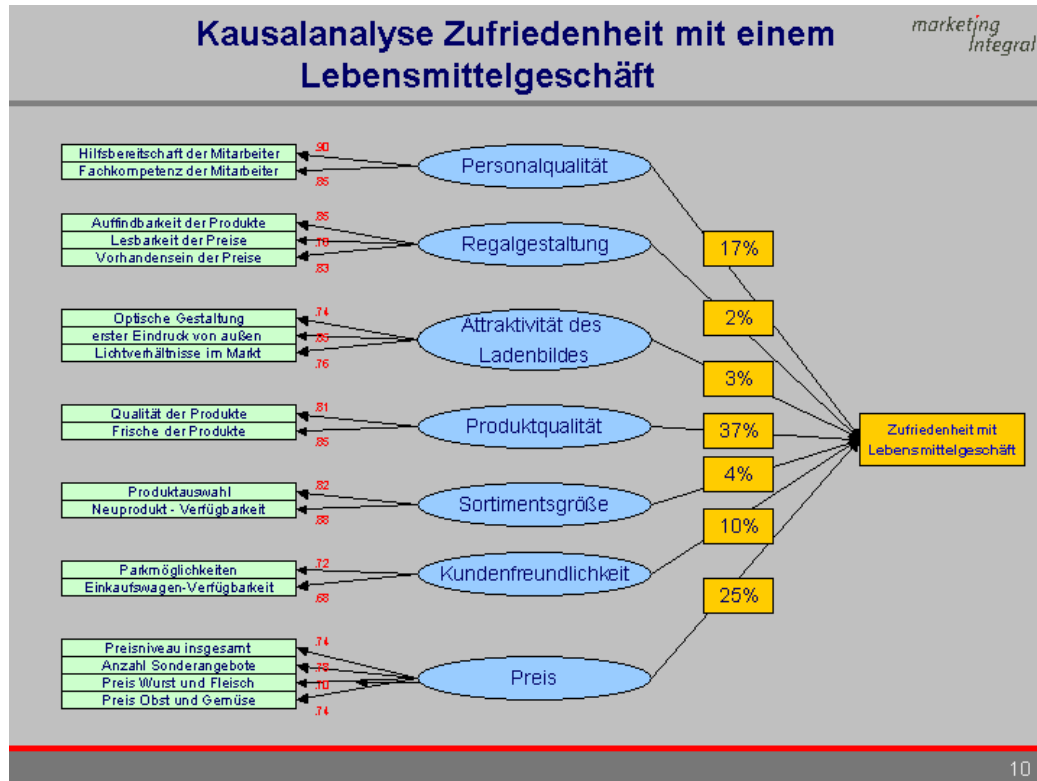 Kausalanalyse Zufriedenheit mit einem
Lebensmittelgeschäft
marketing
Integral
Hilfsbereitschaft der Mitarbeiter
Fachkompetenz der Mitarbeiter
.90
.85
Personalqualität
17%
Auffindbarkeit der Produkte
Lesbarkeit der Preise
Vorhandensein der Preise
.85
.83
Regalgestaltung
2%
Optische Gestaltung
erster Eindruck von außen
Lichtverhältnisse im Markt
.74
.85
.76
Attraktivität des
Ladenbildes
3%
Qualität der Produkte
Frische der Produkte
.81
.85
Produktqualität
37%
Zufriedenheit mit
Lebensmittelgeschäft
Produktauswahl
Neuprodukt - Verfügbarkeit
.82
.88
Sortimentsgröße
4%
Parkmöglichkeiten
Einkaufswagen-Verfügbarkeit
.72
.68
Kundenfreundlichkeit
10%
Preisniveau insgesamt
Anzahl Sonderangebote
Preis Wurst und Fleisch
Preis Obst und Gemüse
.74
.78
.70
.74
Preis
25%
10